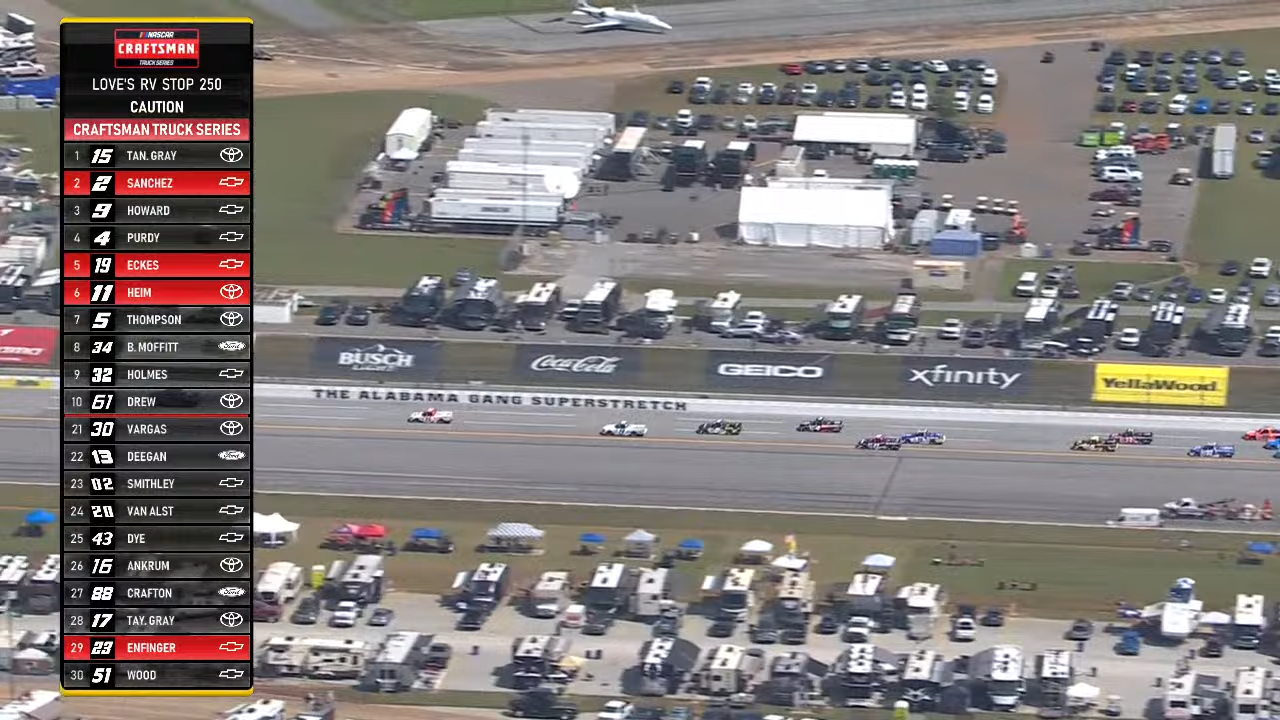 NASCAR
CRAFTSMAN
TRUCK SERIES
LOVE'S RV STOP 250
CAUTION
CRAFTSMAN TRUCK SERIES
1 15 TAN. GRAY
2 2 SANCHEZ
3 9 HOWARD
4 4 PURDY
5 19 ECKES
6 11 HEIM
7 5 THOMPSON
8 34 B. MOFFITT
9 32 HOLMES
10 61 DREW
21 30 VARGAS
22 13 DEEGAN
23 02 SMITHLEY
24 20 VAN ALST
25 43 DYE
26 16 ANKRUM
27 88 CRAFTON
28 17 TAY. GRAY
29 23 ENFINGER
30 51 WOOD
BUSCH
LIGHT
Coca-Cola
GEICO
xfinity
YellaWood
THE ALABAMA GANG SUPERSTRETCH